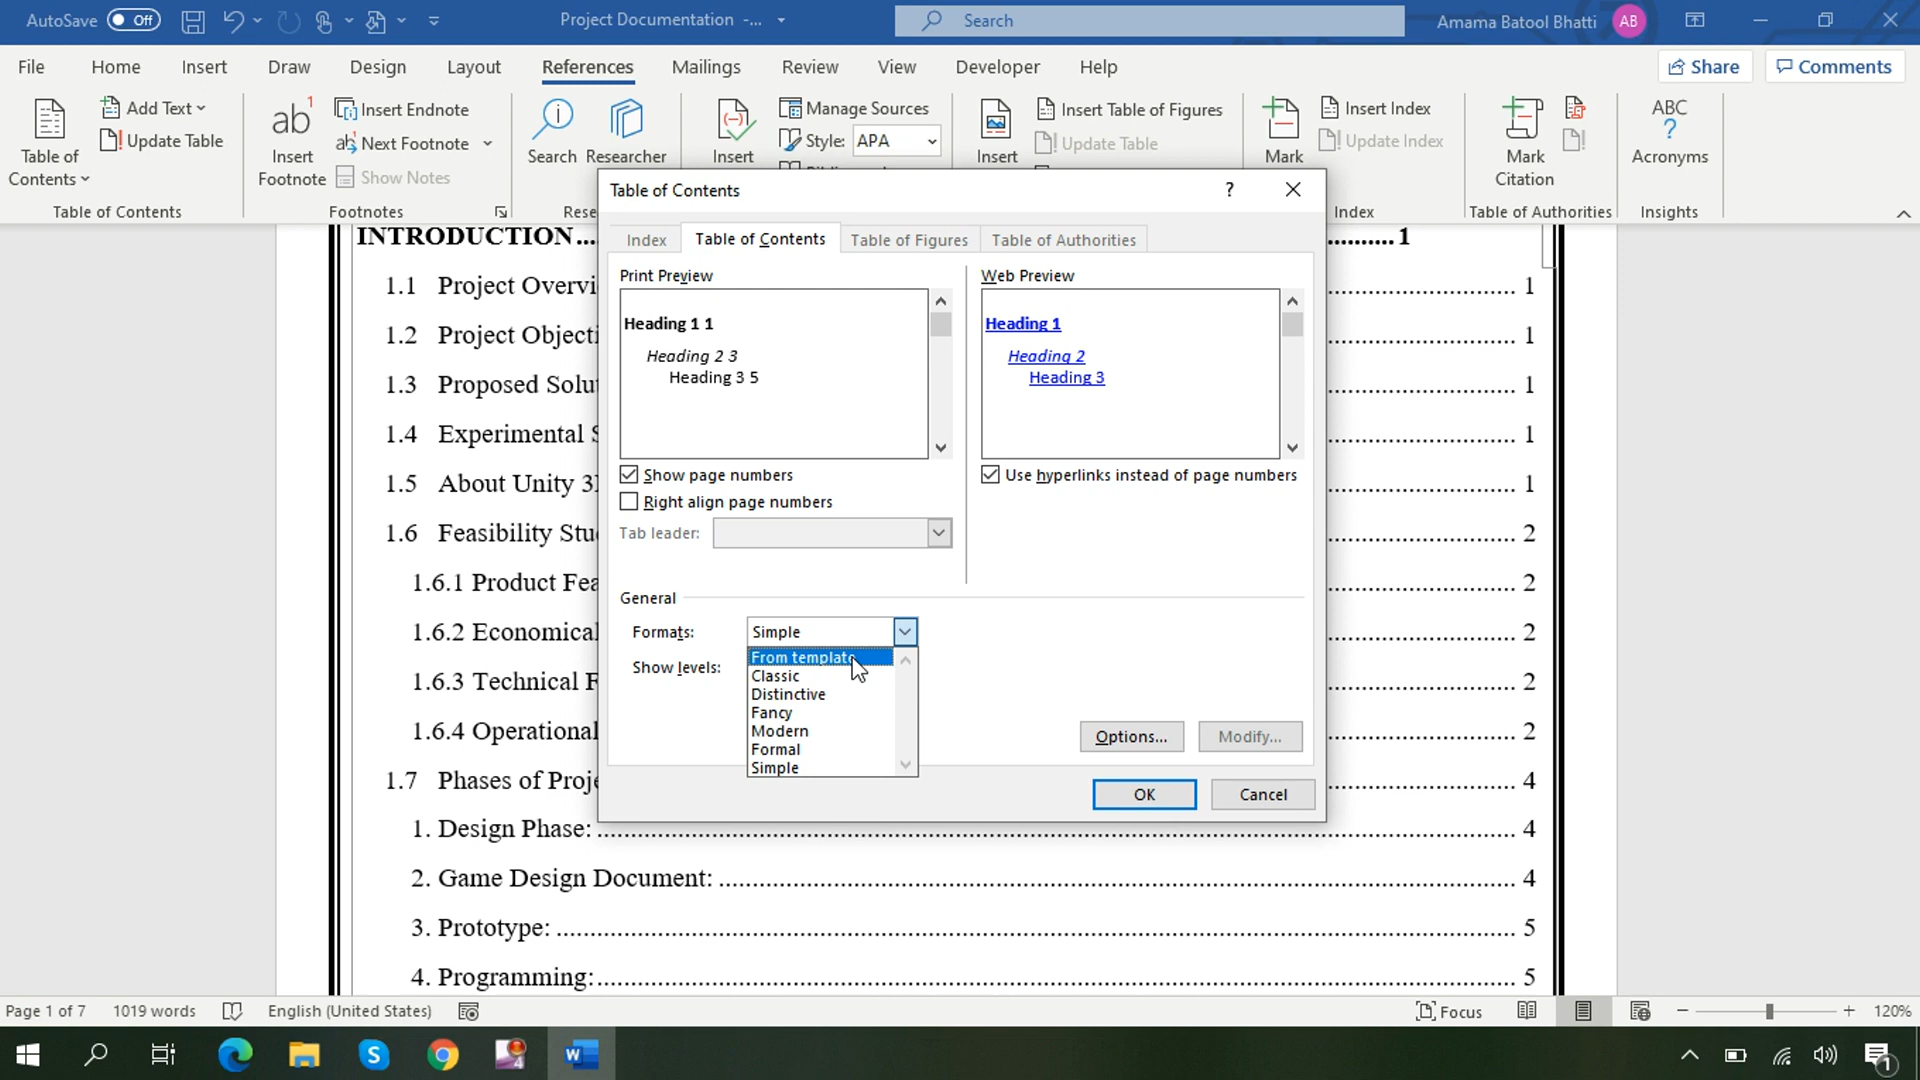 AutoSave Off
Project Documentation -...
Search
Amama Batool Bhatti AB
File Home Insert Draw Design Layout References Mailings Review View Developer Help
Share Comments
Table of Contents
Add Text
Update Table
Table of Contents
ab 1
Insert Footnote
Insert Endnote
ab Next Footnote
Show Notes
Footnotes
Search Researcher
Insert
Manage Sources
Style: APA
Insert
Insert Table of Figures
Update Table
Mark
Insert Index
Update Index
Index
Mark Citation
Table of Authorities
ABC
?
Acronyms
Insights
Table of Contents ?
Index Table of Contents Table of Figures Table of Authorities
Print Preview
Heading 1 1
Heading 2 3
Heading 3 5
Show page numbers
Right align page numbers
Tab leader:
Web Preview
Heading 1
Heading 2
Heading 3
Use hyperlinks instead of page numbers
General
Formats: Simple
Show levels:
From template
Classic
Distinctive
Fancy
Modern
Formal
Simple
Options... Modify...
OK Cancel
INTRODUCTION.... ........1
1.1 Project Overvi ........ 1
1.2 Project Objecti ........ 1
1.3 Proposed Solu ........ 1
1.4 Experimental S ........ 1
1.5 About Unity 3 ........ 1
1.6 Feasibility Stu ........ 2
1.6.1 Product Fea ........ 2
1.6.2 Economical ........ 2
1.6.3 Technical F ........ 2
1.6.4 Operational ........ 2
1.7 Phases of Proje ........ 4
1. Design Phase: ........ 4
2. Game Design Document: ........ 4
3. Prototype: ........ 5
4. Programming: ........ 5
Page 1 of 7 1019 words English (United States) Focus 120%
1